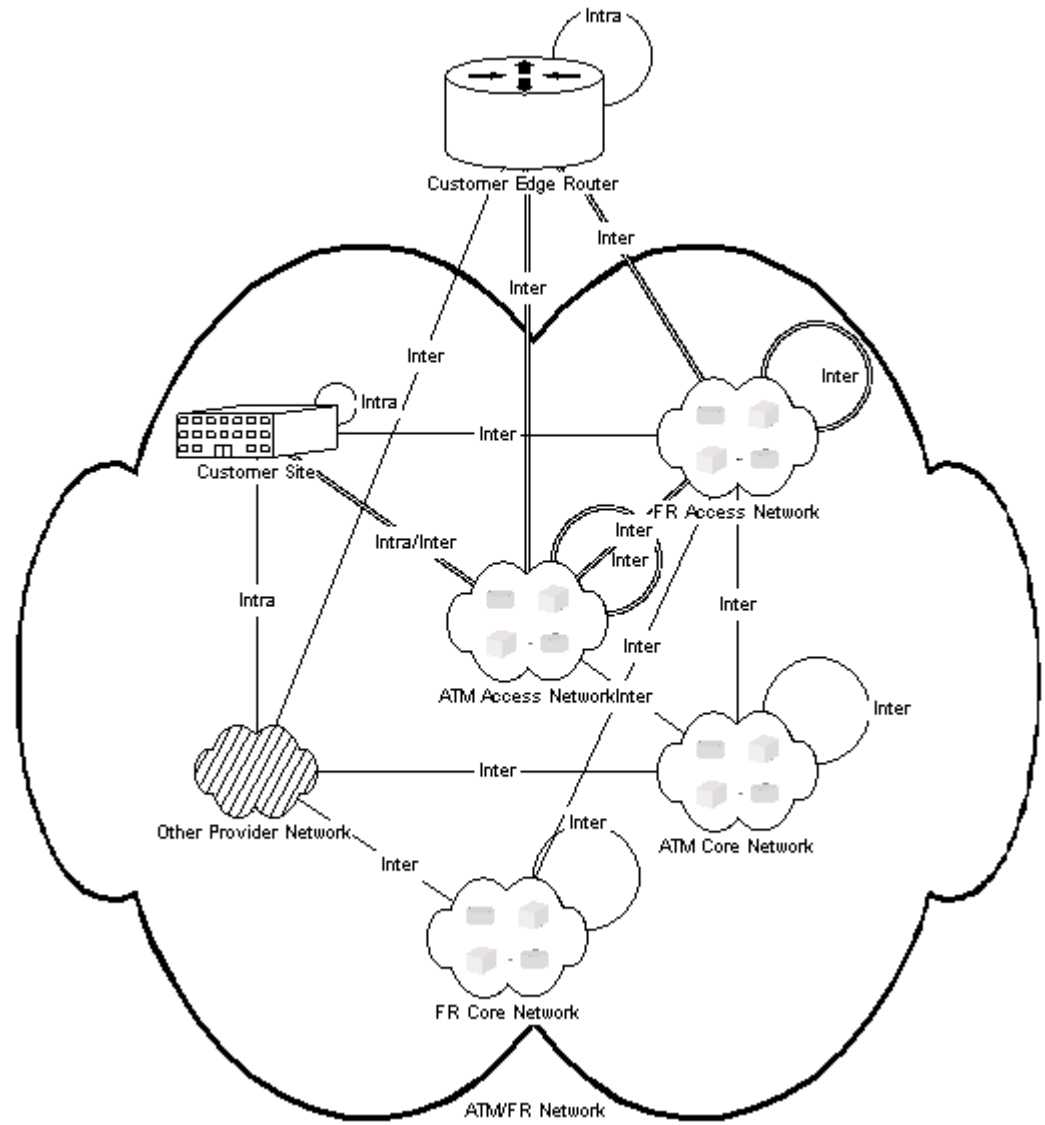 Intra
Customer Edge Router
Inter
Inter
Inter
Inter
Intra
Inter
Customer Site
FR Access Network
Inter
Intra/Inter
Inter
Intra
Inter
Inter
ATM Access Network
Inter
Inter
Inter
Other Provider Network
Inter
ATM Core Network
Inter
FR Core Network
ATM/FR Network